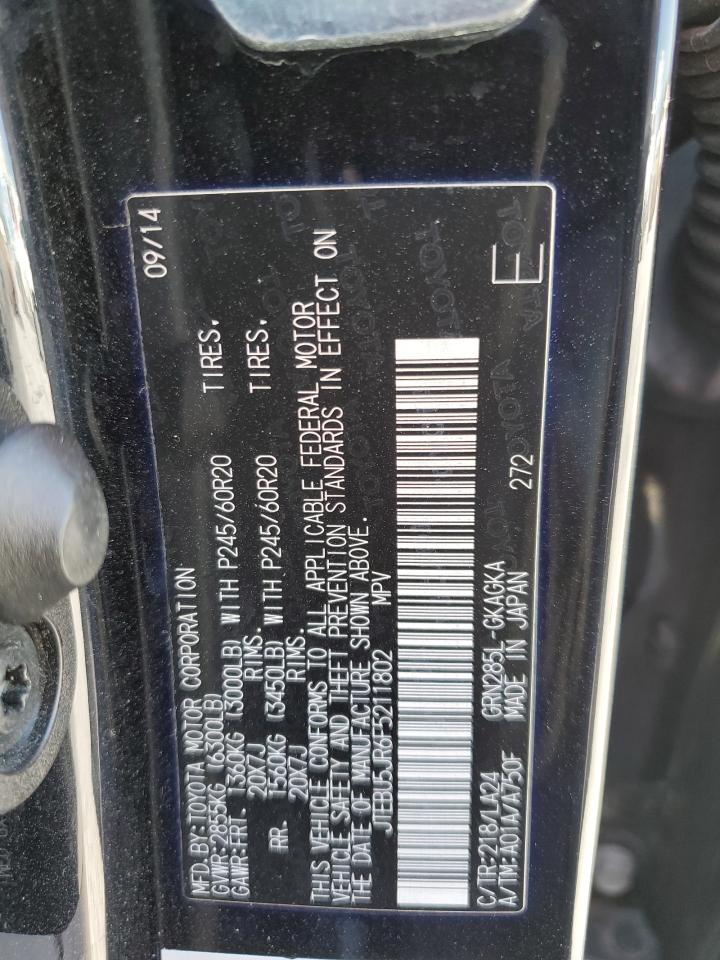 MFD. BY: TOYOTA MOTOR CORPORATION 09/14
GVWR: 2855KG (6300LB)
GAWR: FRT. 1360KG (3000LB) WITH P245/60R20 TIRES.
20X7J RIMS.
RR. 1560KG (3450LB) WITH P245/60R20 TIRES.
20X7J RIMS.
THIS VEHICLE CONFORMS TO ALL APPLICABLE FEDERAL MOTOR
VEHICLE SAFETY AND THEFT PREVENTION STANDARDS IN EFFECT ON
THE DATE OF MANUFACTURE SHOWN ABOVE.
JTEBU5JR6F5211802 MPV
C/TR: 218/LA24 GRN285L-GKAGKA
A/TM: A01A/A750F MADE IN JAPAN 272 E